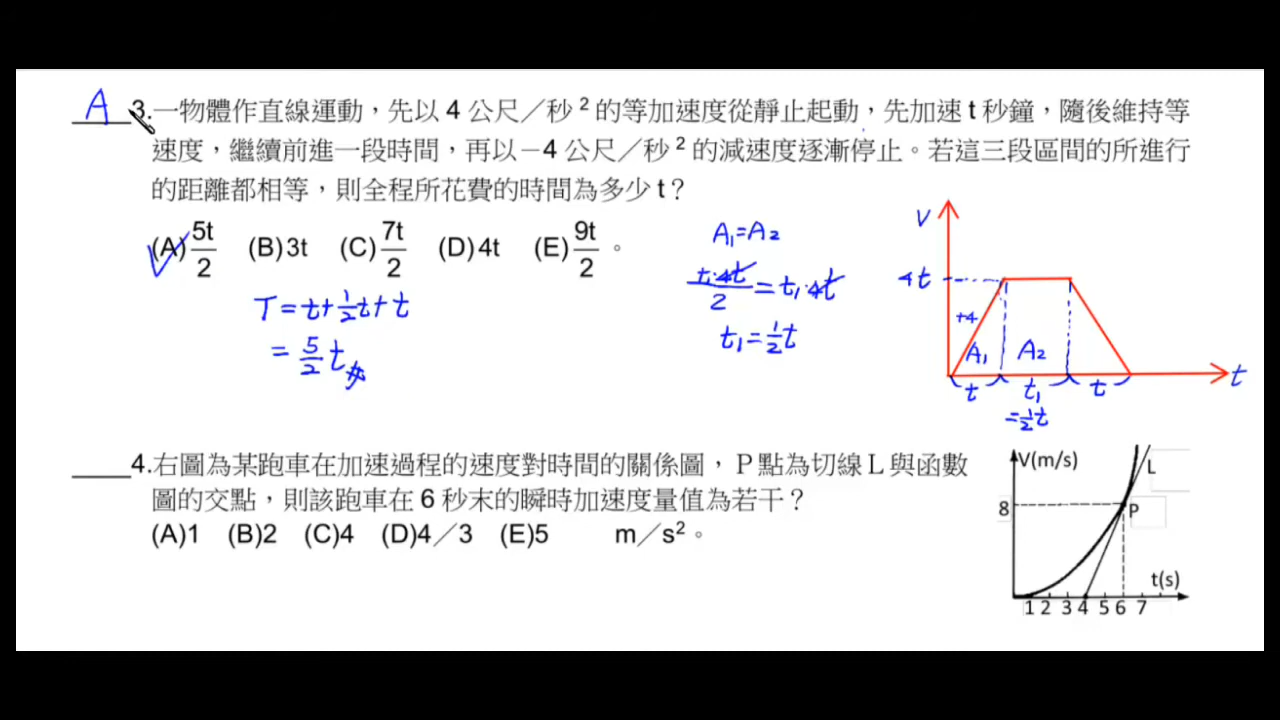 A 3.一物體作直線運動，先以 4 公尺／秒² 的等加速度從靜止起動，先加速 t 秒鐘，隨後維持等
速度，繼續前進一段時間，再以－4 公尺／秒² 的減速度逐漸停止。若這三段區間的所進行
的距離都相等，則全程所花費的時間為多少 t？
(A) 5t/2 (B) 3t (C) 7t/2 (D) 4t (E) 9t/2 。
T = t + 1/2 t + t
= 5/2 t
A₁ = A₂
t·4t/2 = t₁·4t
t₁ = 1/2 t
V
4t
+4
A₁ A₂
t t₁ t
= 1/2 t
t
4.右圖為某跑車在加速過程的速度對時間的關係圖，P點為切線L與函數
圖的交點，則該跑車在 6 秒末的瞬時加速度量值為若干？
(A)1 (B)2 (C)4 (D)4／3 (E)5 m／s² 。
V(m/s)
L
8
P
t(s)
1 2 3 4 5 6 7